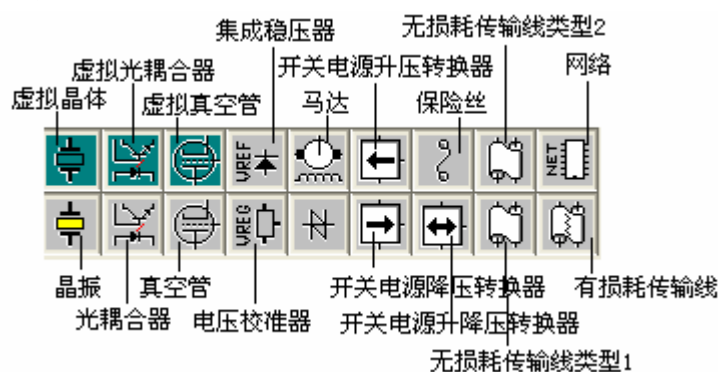 集成稳压器
无损耗传输线类型2
虚拟光耦合器
开关电源升压转换器
网络
虚拟晶体
虚拟真空管
马达
保险丝
VREF
NET
VREG
晶振
真空管
开关电源降压转换器
有损耗传输线
光耦合器
电压校准器
开关电源升降压转换器
无损耗传输线类型1